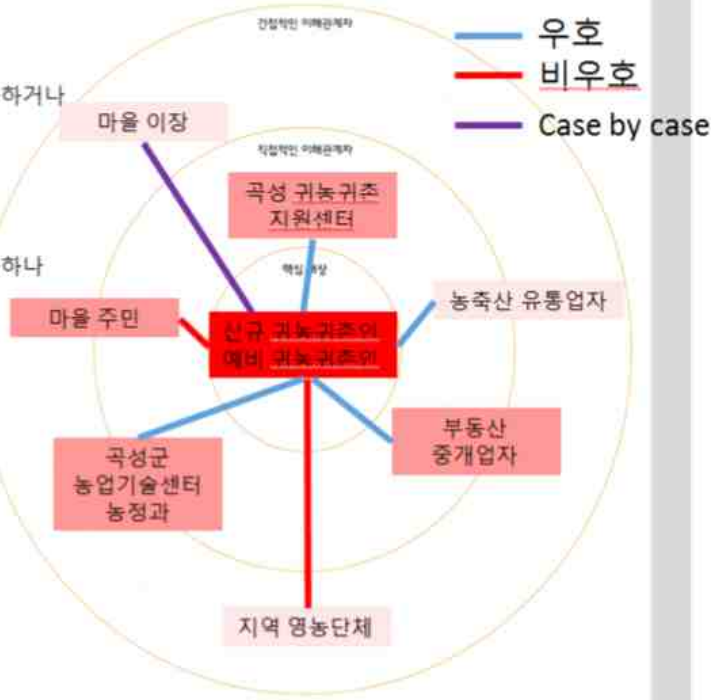 간접적인 이해관계자
우호
비우호
하거나
마을 이장
Case by case
직접적인 이해관계자
곡성 귀농귀촌
지원센터
하나
핵심 대상
농축산 유통업자
마을 주민
신규 귀농귀촌인
예비 귀농귀촌인
부동산
중개업자
곡성군
농업기술센터
농정과
지역 영농단체